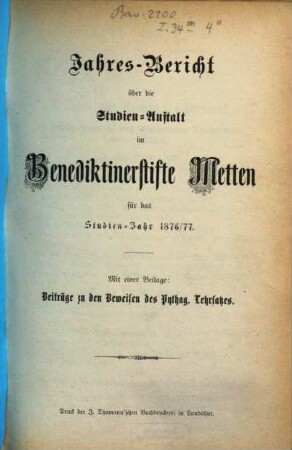 Bav. 2200
I. 34 m 4°
Jahres-Bericht
über die
Studien-Anstalt
im
Benediktinerstifte Metten
für das
Studien-Jahr 1876/77.
Mit einer Beilage:
Beiträge zu den Beweisen des Pythag. Lehrsatzes.
Druck der J. Thomann'schen Buchdruckerei in Landshut.